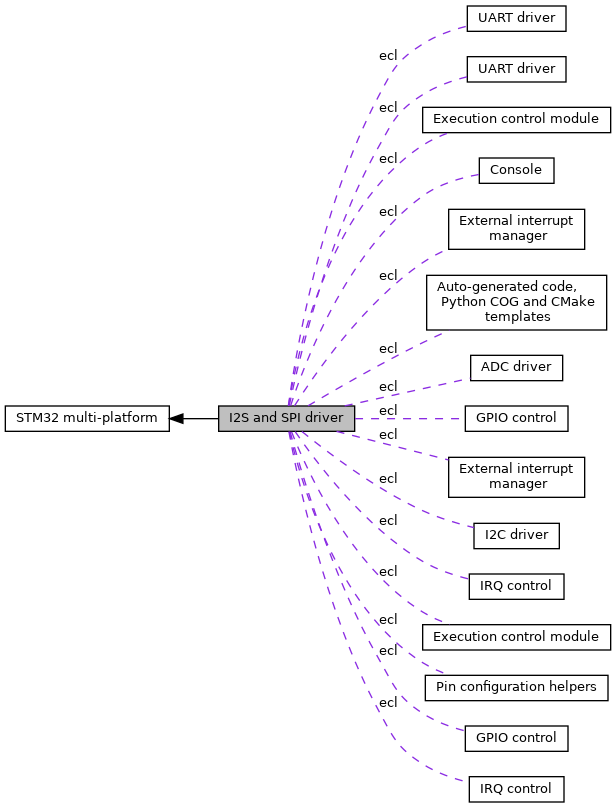 UART driver
ecl
UART driver
ecl
Execution control module
ecl
Console
ecl
External interrupt
manager
ecl
Auto-generated code,
Python COG and CMake
templates
ecl
ADC driver
ecl
STM32 multi-platform
I2S and SPI driver
ecl
GPIO control
ecl
External interrupt
manager
ecl
I2C driver
ecl
IRQ control
ecl
Execution control module
ecl
Pin configuration helpers
ecl
GPIO control
ecl
IRQ control